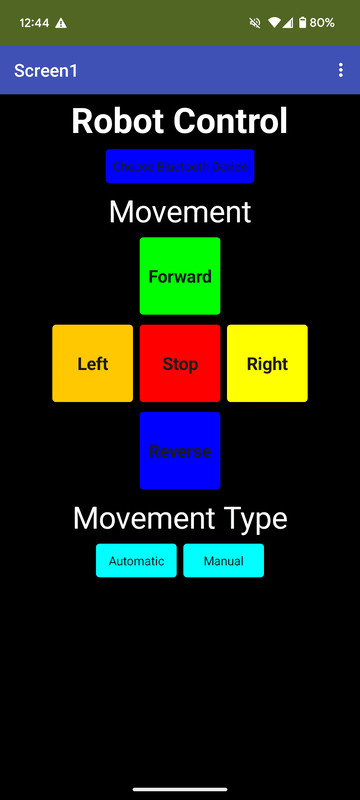 12:44 80%
Screen1
Robot Control
Choose Bluetooth Device
Movement
Forward
Left Stop Right
Reverse
Movement Type
Automatic Manual